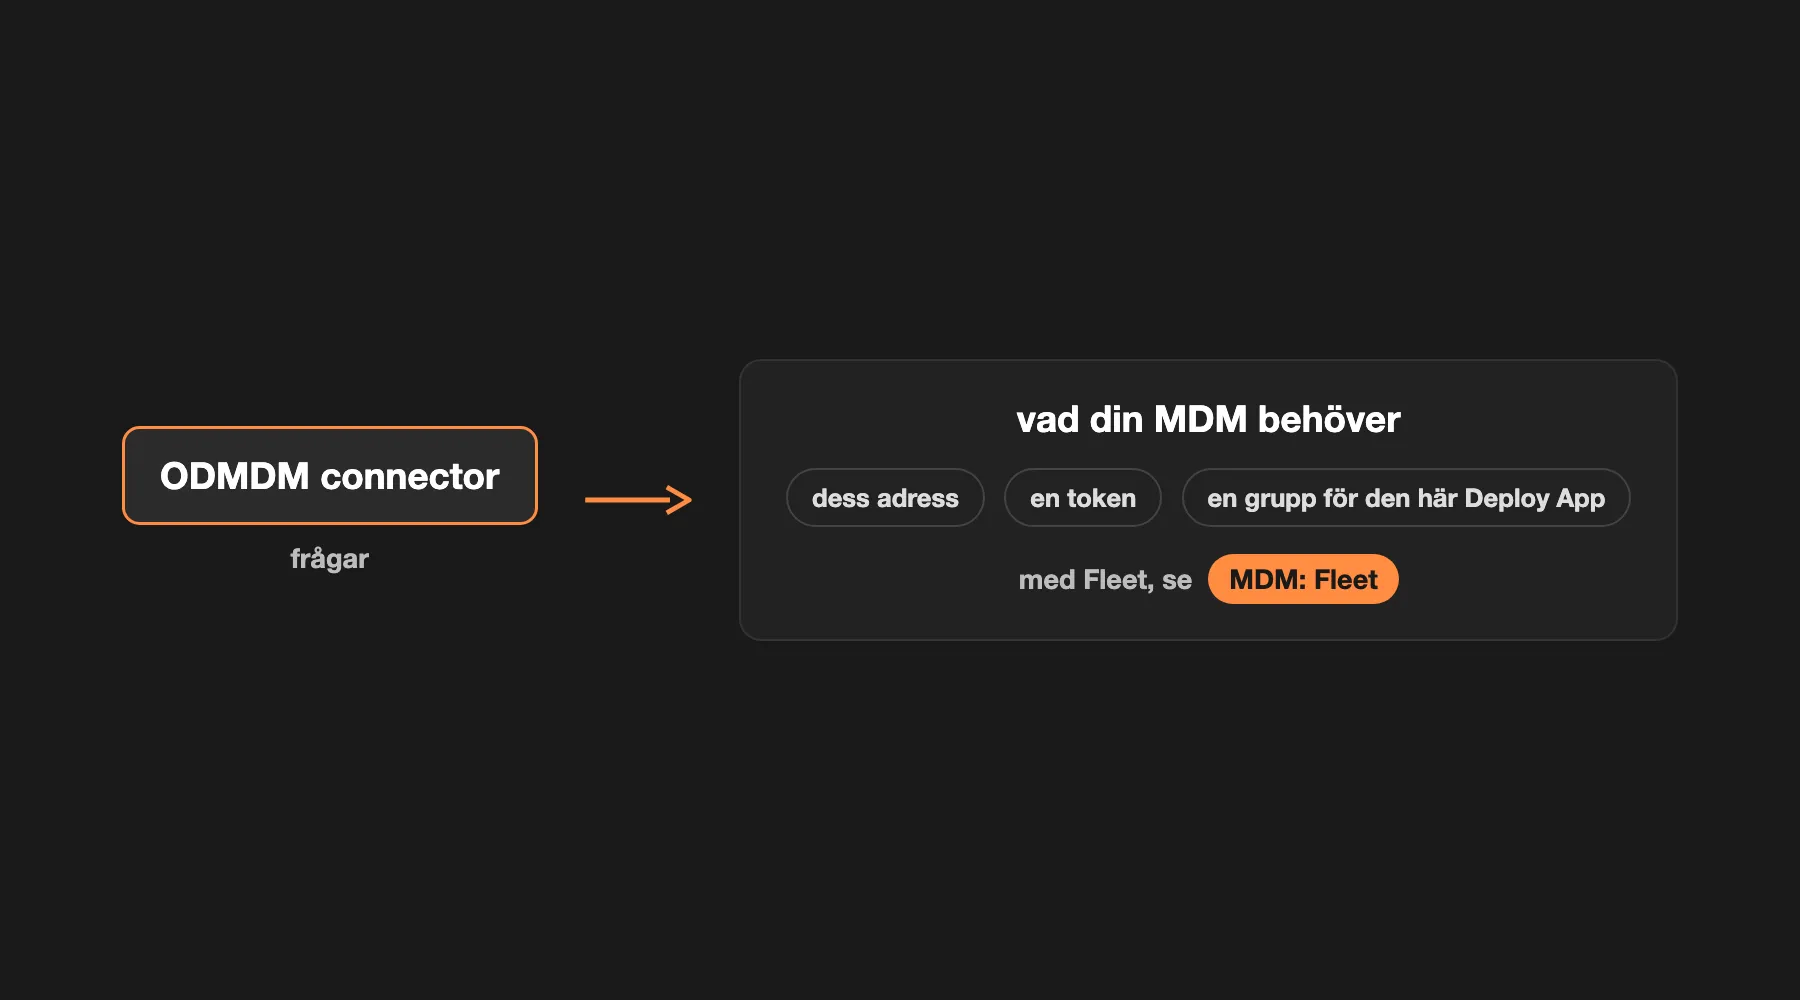 ODMDM connector
frågar
vad din MDM behöver
dess adress
en token
en grupp för den här Deploy App
med Fleet, se MDM: Fleet